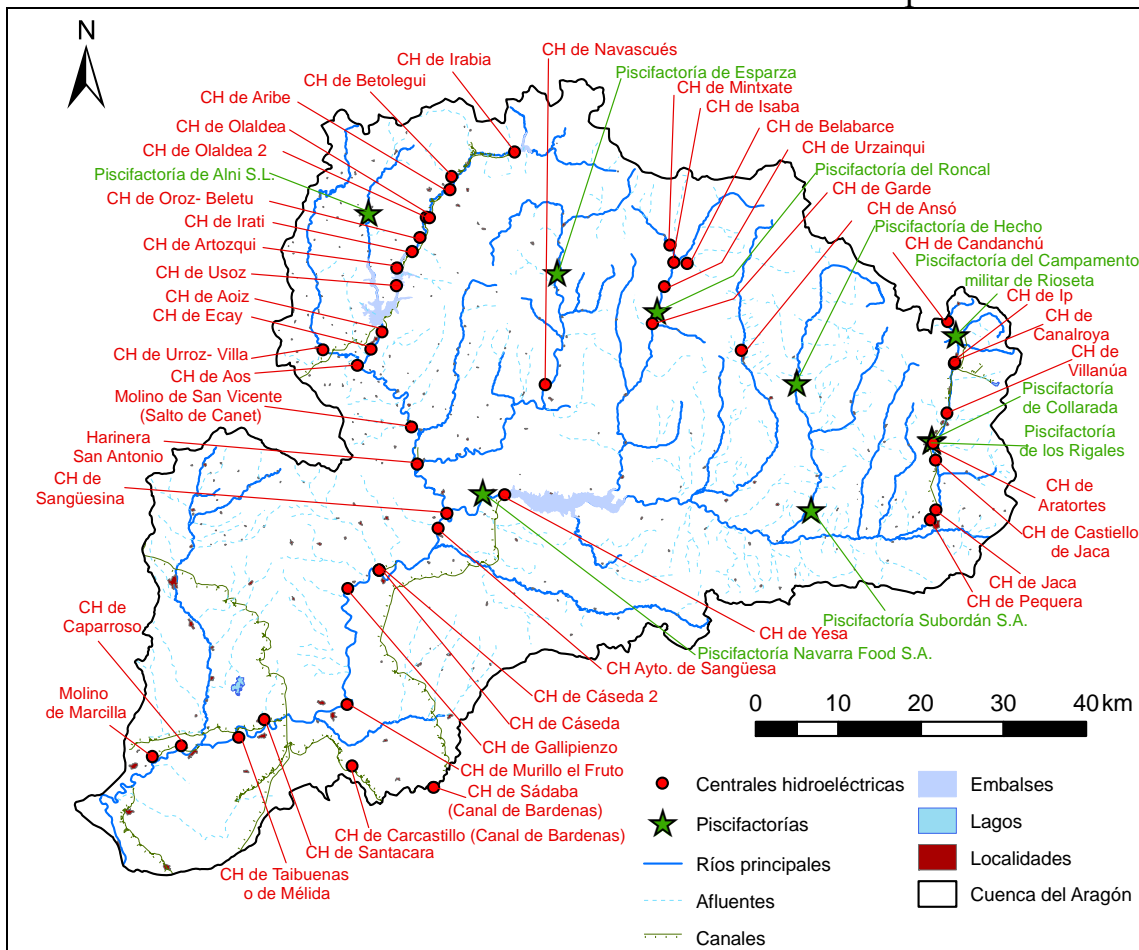 N
CH de Navascués
CH de Irabia
Piscifactoría de Esparza
CH de Betolegui
CH de Mintxate
CH de Aribe
CH de Isaba
CH de Olaldea
CH de Belabarce
CH de Olaldea 2
CH de Urzainqui
Piscifactoría de Alni S.L.
Piscifactoría del Roncal
CH de Oroz- Beletu
CH de Garde
CH de Irati
CH de Ansó
CH de Artozqui
Piscifactoría de Hecho
CH de Usoz
CH de Candanchú
CH de Aoiz
Piscifactoría del Campamento
militar de Rioseta
CH de Ecay
CH de Ip
CH de Urroz- Villa
CH de
Canalroya
CH de Aos
CH de
Villanúa
Molino de San Vicente
(Salto de Canet)
Piscifactoría
de Collarada
Harinera
San Antonio
Piscifactoría
de los Rigales
CH de
Sangüesina
CH de
Aratortes
CH de Castiello
de Jaca
CH de Jaca
CH de Pequera
CH de
Caparroso
Piscifactoría Subordán S.A.
CH de Yesa
Piscifactoría Navarra Food S.A.
Molino
de Marcilla
CH Ayto. de Sangüesa
CH de Cáseda 2
CH de Cáseda
CH de Gallipienzo
CH de Murillo el Fruto
CH de Sádaba
(Canal de Bardenas)
CH de Carcastillo (Canal de Bardenas)
CH de Santacara
CH de Taibuenas
o de Mélida
0 10 20 30 40 km
Centrales hidroeléctricas
Piscifactorías
Ríos principales
Afluentes
Canales
Embalses
Lagos
Localidades
Cuenca del Aragón